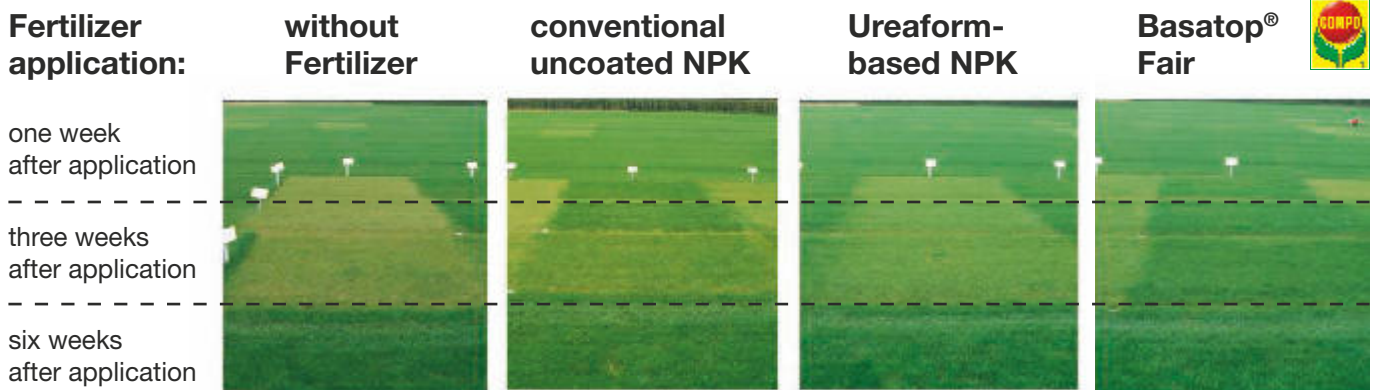 Fertilizer
application:
without
Fertilizer
conventional
uncoated NPK
Ureaform-
based NPK
Basatop®
Fair
COMPO
one week
after application
three weeks
after application
six weeks
after application